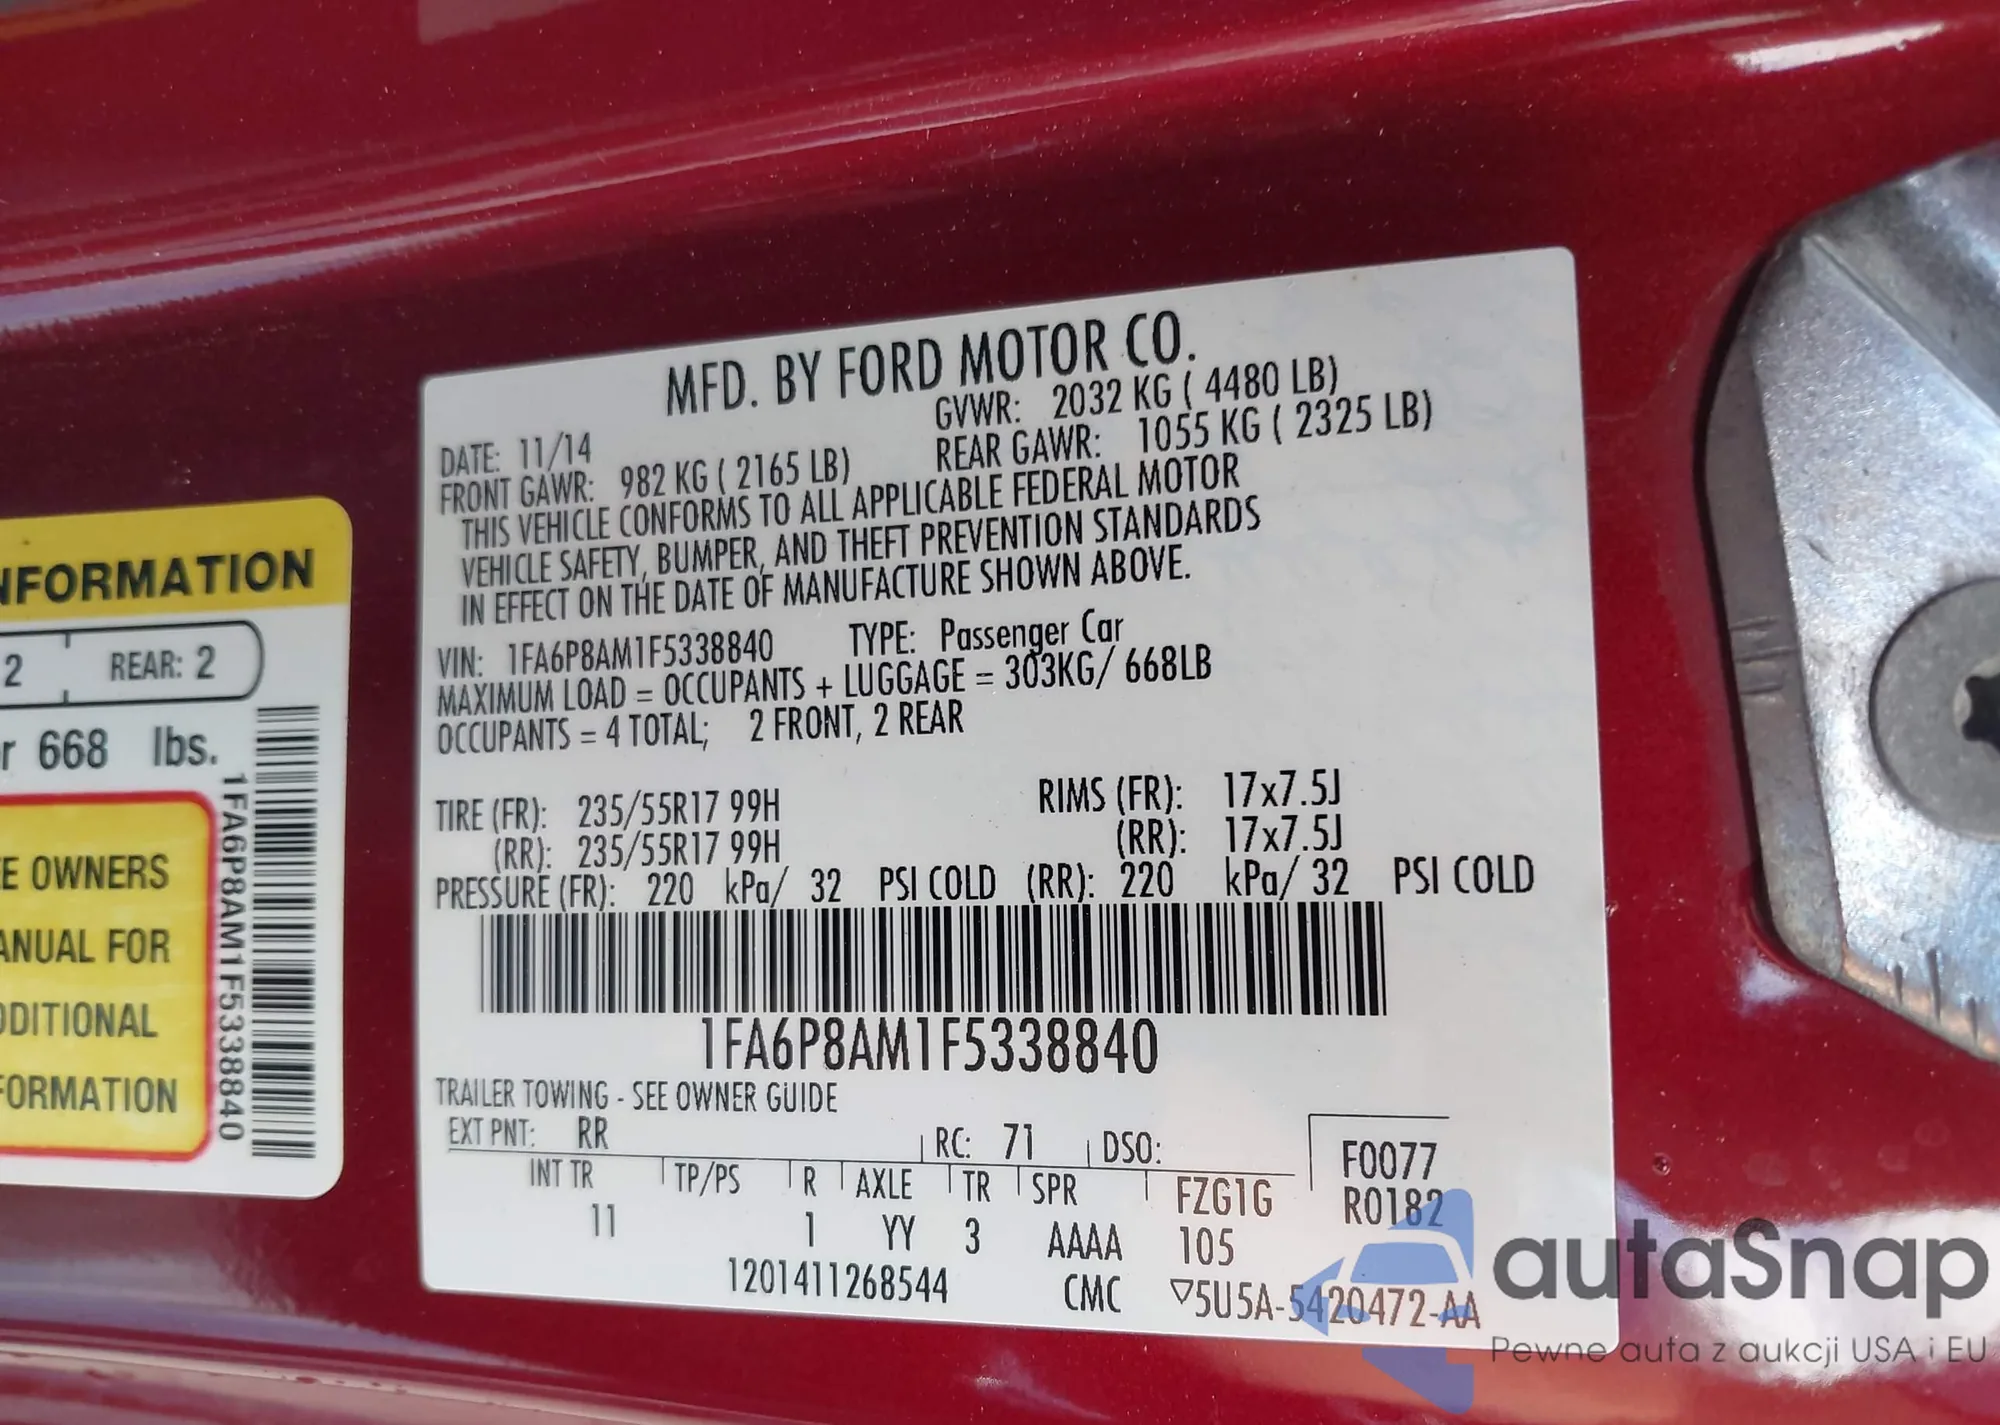 NFORMATION
2 REAR: 2
r 668 lbs.
E OWNERS
ANUAL FOR
DDITIONAL
FORMATION
1FA6P8AM1F5338840
MFD. BY FORD MOTOR CO.
DATE: 11/14 GVWR: 2032 KG ( 4480 LB)
FRONT GAWR: 982 KG ( 2165 LB) REAR GAWR: 1055 KG ( 2325 LB)
THIS VEHICLE CONFORMS TO ALL APPLICABLE FEDERAL MOTOR
VEHICLE SAFETY, BUMPER, AND THEFT PREVENTION STANDARDS
IN EFFECT ON THE DATE OF MANUFACTURE SHOWN ABOVE.
VIN: 1FA6P8AM1F5338840 TYPE: Passenger Car
MAXIMUM LOAD = OCCUPANTS + LUGGAGE = 303KG/ 668LB
OCCUPANTS = 4 TOTAL; 2 FRONT, 2 REAR
TIRE (FR): 235/55R17 99H RIMS (FR): 17x7.5J
(RR): 235/55R17 99H (RR): 17x7.5J
PRESSURE (FR): 220 kPa/ 32 PSI COLD (RR): 220 kPa/ 32 PSI COLD
1FA6P8AM1F5338840
TRAILER TOWING - SEE OWNER GUIDE
EXT PNT: RR RC: 71 DSO: F0077
INT TR TP/PS R AXLE TR SPR FZG1G R0182
11 1 YY 3 AAAA 105
1201411268544 CMC ▽5U5A-5420472-AA
autaSnap
Pewne auta z aukcji USA i EU